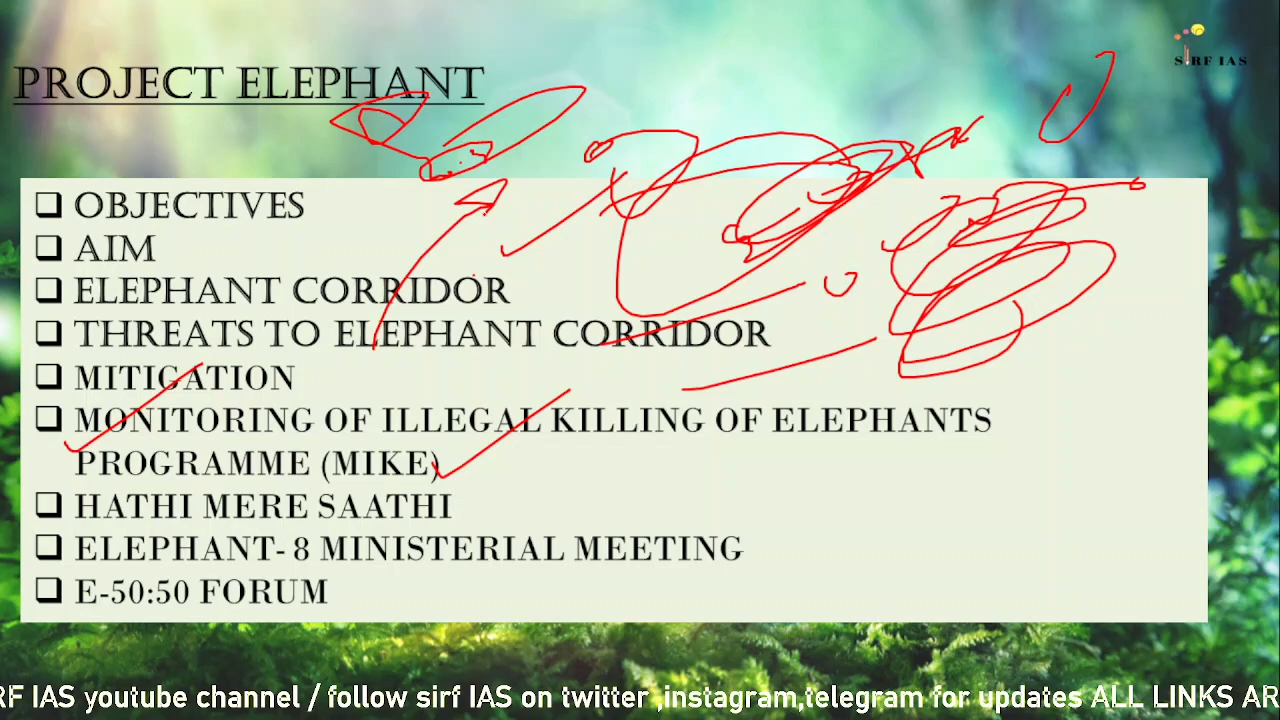 SIRF IAS
PROJECT ELEPHANT
❑ OBJECTIVES
❑ AIM
❑ ELEPHANT CORRIDOR
❑ THREATS TO ELEPHANT CORRIDOR
❑ MITIGATION
❑ MONITORING OF ILLEGAL KILLING OF ELEPHANTS
PROGRAMME (MIKE)
❑ HATHI MERE SAATHI
❑ ELEPHANT- 8 MINISTERIAL MEETING
❑ E-50:50 FORUM
RF IAS youtube channel / follow sirf IAS on twitter ,instagram,telegram for updates ALL LINKS AR